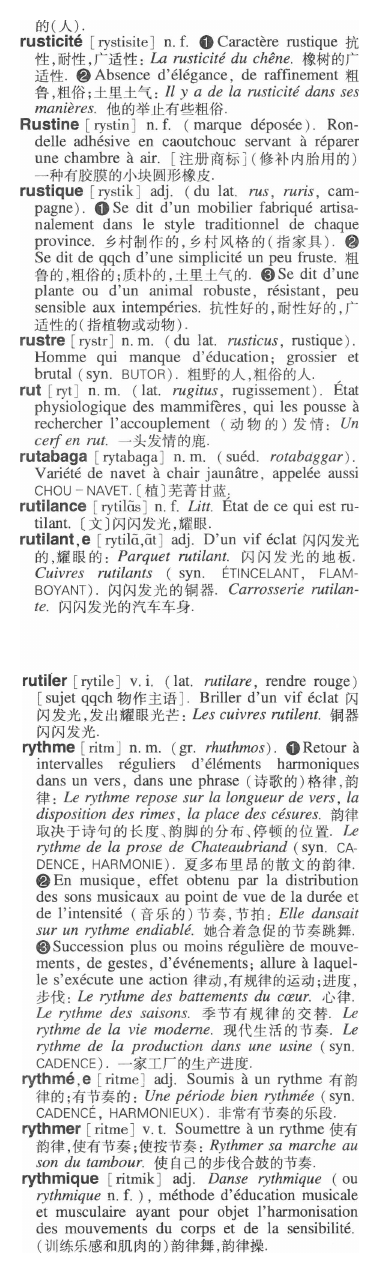 的(人).
rusticité [rystisite] n. f. ❶ Caractère rustique 抗
性,耐性,广适性: La rusticité du chêne. 橡树的广
适性. ❷ Absence d'élégance, de raffinement 粗
鲁,粗俗;土里土气: Il y a de la rusticité dans ses
manières. 他的举止有些粗俗.
Rustine [rystin] n. f. (marque déposée). Ron-
delle adhésive en caoutchouc servant à réparer
une chambre à air. [注册商标](修补内胎用的)
一种有胶膜的小块圆形橡皮.
rustique [rystik] adj. (du lat. rus, ruris, cam-
pagne). ❶ Se dit d'un mobilier fabriqué artisa-
nalement dans le style traditionnel de chaque
province. 乡村制作的,乡村风格的(指家具). ❷
Se dit de qqch d'une simplicité un peu fruste. 粗
鲁的,粗俗的;质朴的,土里土气的. ❸ Se dit d'une
plante ou d'un animal robuste, résistant, peu
sensible aux intempéries. 抗性好的,耐性好的,广
适性的(指植物或动物).
rustre [rystr] n. m. (du lat. rusticus, rustique).
Homme qui manque d'éducation; grossier et
brutal (syn. BUTOR). 粗野的人,粗俗的人.
rut [ryt] n. m. (lat. rugitus, rugissement). État
physiologique des mammifères, qui les pousse à
rechercher l'accouplement (动物的)发情: Un
cerf en rut. 一头发情的鹿.
rutabaga [rytabaga] n. m. (suéd. rotabaggar).
Variété de navet à chair jaunâtre, appelée aussi
CHOU-NAVET. [植]芜菁甘蓝.
rutilance [rytilɑ̃s] n. f. Litt. État de ce qui est ru-
tilant. [文]闪闪发光,耀眼.
rutilant,e [rytilɑ̃,ɑ̃t] adj. D'un vif éclat 闪闪发光
的,耀眼的: Parquet rutilant. 闪闪发光的地板.
Cuivres rutilants (syn. ÉTINCELANT, FLAM-
BOYANT). 闪闪发光的铜器. Carrosserie rutilan-
te. 闪闪发光的汽车车身.
rutiler [rytile] v. i. (lat. rutilare, rendre rouge)
[sujet qqch 物作主语]. Briller d'un vif éclat 闪
闪发光,发出耀眼光芒: Les cuivres rutilent. 铜器
闪闪发光.
rythme [ritm] n. m. (gr. rhuthmos). ❶ Retour à
intervalles réguliers d'éléments harmoniques
dans un vers, dans une phrase (诗歌的)格律,韵
律: Le rythme repose sur la longueur de vers, la
disposition des rimes, la place des césures. 韵律
取决于诗句的长度、韵脚的分布、停顿的位置. Le
rythme de la prose de Chateaubriand (syn. CA-
DENCE, HARMONIE). 夏多布里昂的散文的韵律.
❷ En musique, effet obtenu par la distribution
des sons musicaux au point de vue de la durée et
de l'intensité (音乐的)节奏,节拍: Elle dansait
sur un rythme endiablé. 她合着急促的节奏跳舞.
❸ Succession plus ou moins régulière de mouve-
ments, de gestes, d'événements; allure à laquel-
le s'exécute une action 律动,有规律的运动;进度,
步伐: Le rythme des battements du cœur. 心律.
Le rythme des saisons. 季节有规律的交替. Le
rythme de la vie moderne. 现代生活的节奏. Le
rythme de la production dans une usine (syn.
CADENCE). 一家工厂的生产进度.
rythmé,e [ritme] adj. Soumis à un rythme 有韵
律的;有节奏的: Une période bien rythmée (syn.
CADENCÉ, HARMONIEUX). 非常有节奏的乐段.
rythmer [ritme] v. t. Soumettre à un rythme 使有
韵律,使有节奏;使按节奏: Rythmer sa marche au
son du tambour. 使自己的步伐合鼓的节奏.
rythmique [ritmik] adj. Danse rythmique (ou
rythmique n. f.), méthode d'éducation musicale
et musculaire ayant pour objet l'harmonisation
des mouvements du corps et de la sensibilité.
(训练乐感和肌肉的)韵律舞,韵律操.